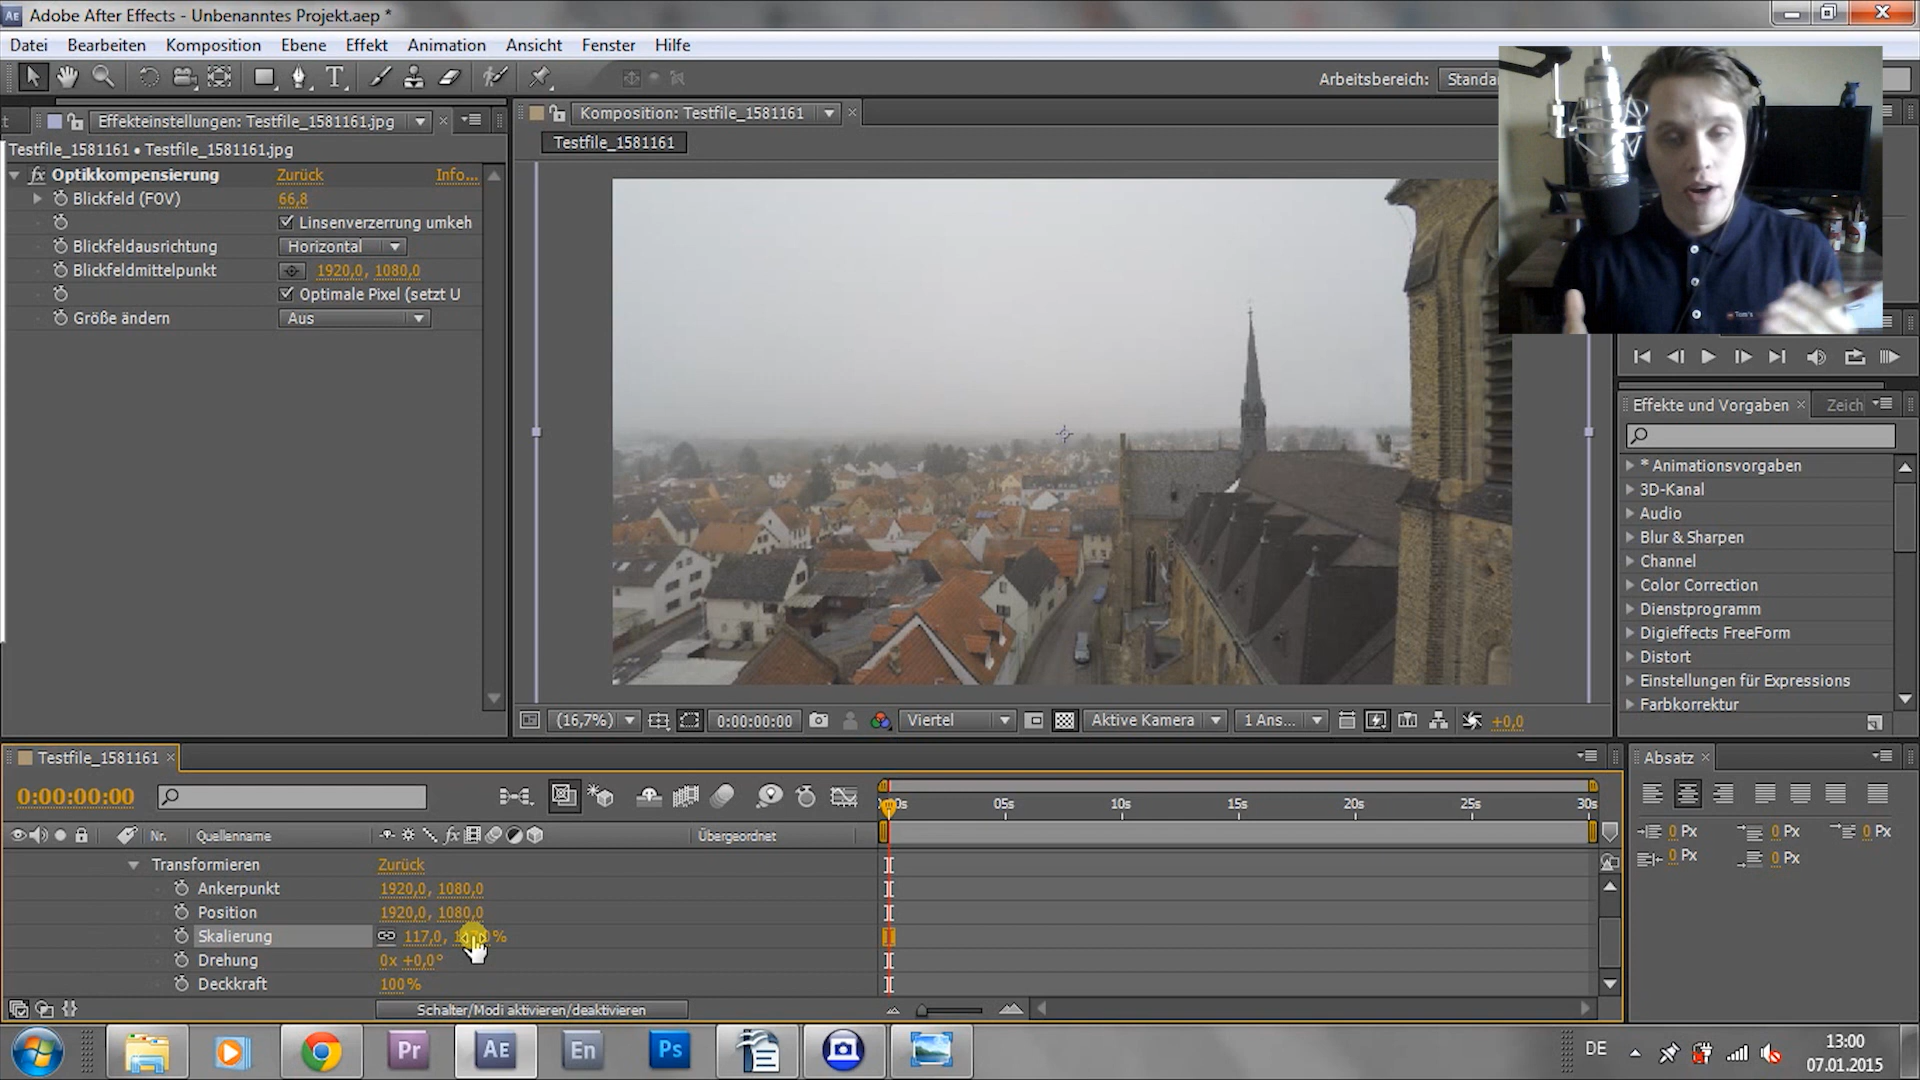 AE Adobe After Effects - Unbenanntes Projekt.aep *
Datei Bearbeiten Komposition Ebene Effekt Animation Ansicht Fenster Hilfe
Arbeitsbereich:
Effekteinstellungen: Testfile_1581161.jpg
Testfile_1581161 • Testfile_1581161.jpg
fx Optikkompensierung Zurück Info...
Blickfeld (FOV) 66,8
Linsenverzerrung umkeh
Blickfeldausrichtung Horizontal
Blickfeldmittelpunkt 1920,0, 1080,0
Optimale Pixel (setzt U
Größe ändern Aus
Komposition: Testfile_1581161
Testfile_1581161
(16,7%) 0:00:00:00 Viertel Aktive Kamera 1 Ans... +0,0
Effekte und Vorgaben Zeich
* Animationsvorgaben
3D-Kanal
Audio
Blur & Sharpen
Channel
Color Correction
Dienstprogramm
Digieffects FreeForm
Distort
Einstellungen für Expressions
Farbkorrektur
Testfile_1581161
0:00:00:00
05s 10s 15s 20s 25s 30s
Nr. Quellenname fx Übergeordnet
Transformieren Zurück
Ankerpunkt 1920,0, 1080,0
Position 1920,0, 1080,0
Skalierung 117,0, %
Drehung 0x +0,0°
Deckkraft 100%
Schalter/Modi aktivieren/deaktivieren
Absatz
0 Px 0 Px 0 Px
0 Px 0 Px
Pr AE En Ps
DE
13:00
07.01.2015